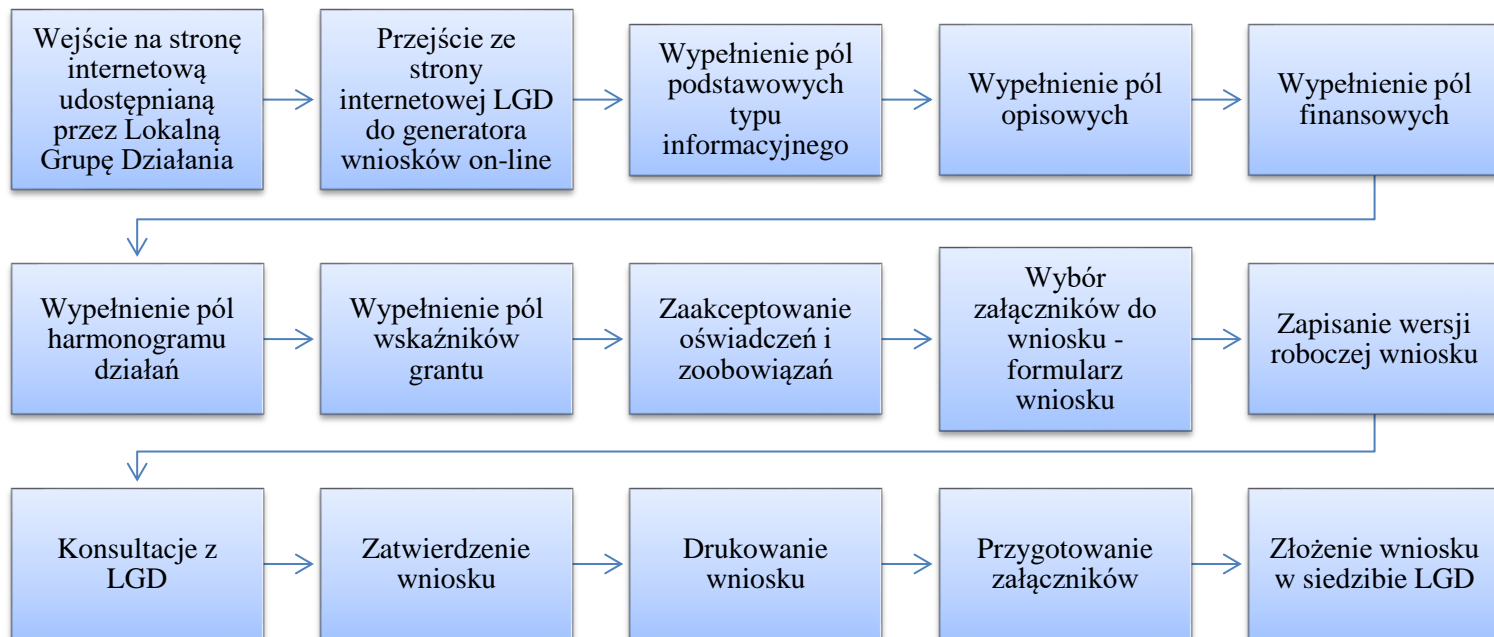 Wejście na stronę
internetową
udostępnianą
przez Lokalną
Grupę Działania
Przejście ze
strony
internetowej LGD
do generatora
wniosków on-line
Wypełnienie pól
podstawowych
typu
informacyjnego
Wypełnienie pól
opisowych
Wypełnienie pól
finansowych
Wypełnienie pól
harmonogramu
działań
Wypełnienie pól
wskaźników
grantu
Zaakceptowanie
oświadczeń i
zoobowiązań
Wybór
załączników do
wniosku -
formularz
wniosku
Zapisanie wersji
roboczej wniosku
Konsultacje z
LGD
Zatwierdzenie
wniosku
Drukowanie
wniosku
Przygotowanie
załączników
Złożenie wniosku
w siedzibie LGD